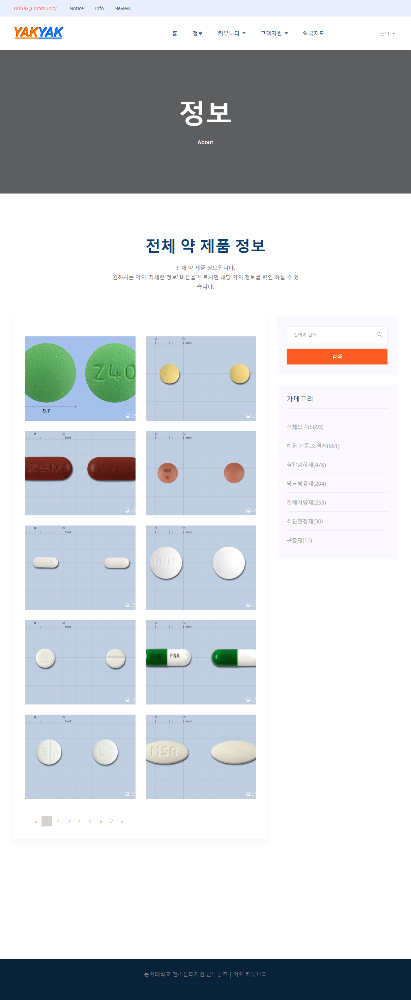 YakYak_Community Notice Info Review
YAKYAK 홈 정보 커뮤니티 고객지원 약국지도 zz11
정보
About
전체 약 제품 정보
전체 약 제품 정보입니다.
원하시는 약의 '자세한 정보' 버튼을 누르시면 해당 약의 정보를 확인 하실 수 있
습니다.
검색어 검색
검색
카테고리
전체보기(5893)
해열.진통.소염제(661)
혈압강하제(478)
당뇨병용제(204)
진해거담제(253)
최면진정제(30)
구충제(11)
Z40
9.7
0 10 (mm)
0 10 (mm)
ZSM
0 10 (mm)
HM
8
0 10 (mm)
CZT
0 10 (mm)
RNT
0 10 (mm)
0 10 (mm)
FNA FNA
0 10 (mm)
S A LT
0 10 (mm)
MSR
« 1 2 3 4 5 6 7 »
동의대학교 캡스톤디자인 완두콩조 | 약약 커뮤니티